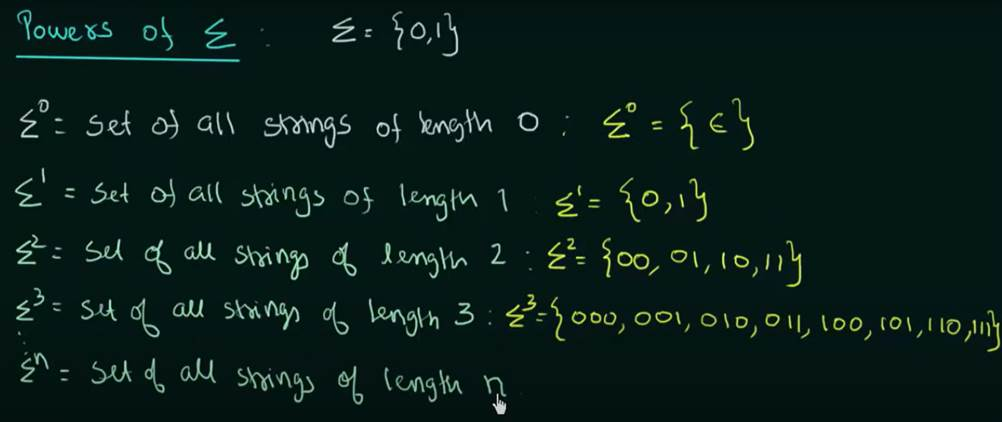 Powers of Σ : Σ = {0,1}
Σ⁰ = set of all strings of length 0 : Σ⁰ = {ϵ}
Σ¹ = set of all strings of length 1 : Σ¹ = {0,1}
Σ² = set of all strings of length 2 : Σ² = {00, 01, 10, 11}
Σ³ = set of all strings of length 3 : Σ³ = {000, 001, 010, 011, 100, 101, 110, 111}
⋮
Σⁿ = set of all strings of length n